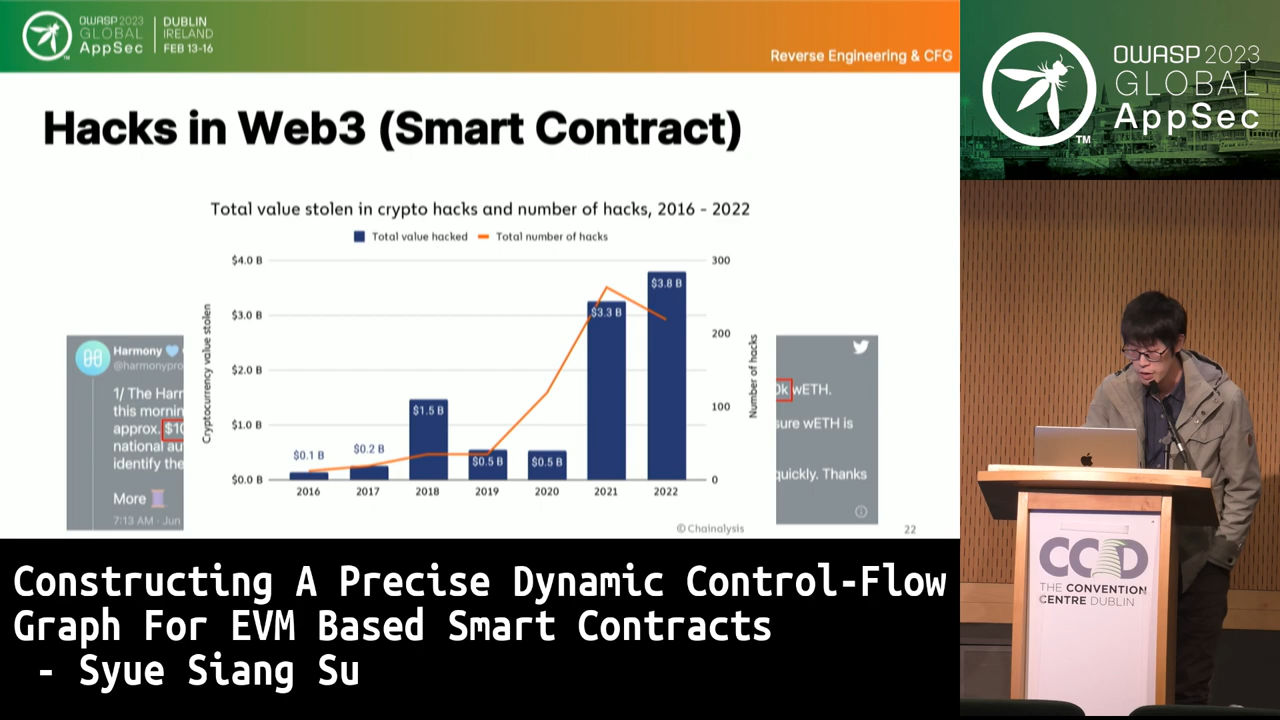 OWASP 2023
GLOBAL
AppSec
TM
DUBLIN
IRELAND
FEB 13-16
Reverse Engineering & CFG
Hacks in Web3 (Smart Contract)
Total value stolen in crypto hacks and number of hacks, 2016 - 2022
Total value hacked
Total number of hacks
Cryptocurrency value stolen
$4.0 B
$3.0 B
$2.0 B
$1.0 B
$0.0 B
$0.1 B
$0.2 B
$1.5 B
$0.5 B
$0.5 B
$3.3 B
$3.8 B
2016
2017
2018
2019
2020
2021
2022
300
200
100
0
Number of hacks
Harmony
@harmonypro
1/ The Harr
this mornin
approx. $10
national au
identify the
More
7:13 AM · Jun
0k wETH.
sure wETH is
quickly. Thanks
© Chainalysis
22
OWASP 2023
GLOBAL
AppSec
TM
CCD
THE CONVENTION
CENTRE DUBLIN
Constructing A Precise Dynamic Control-Flow
Graph For EVM Based Smart Contracts
- Syue Siang Su